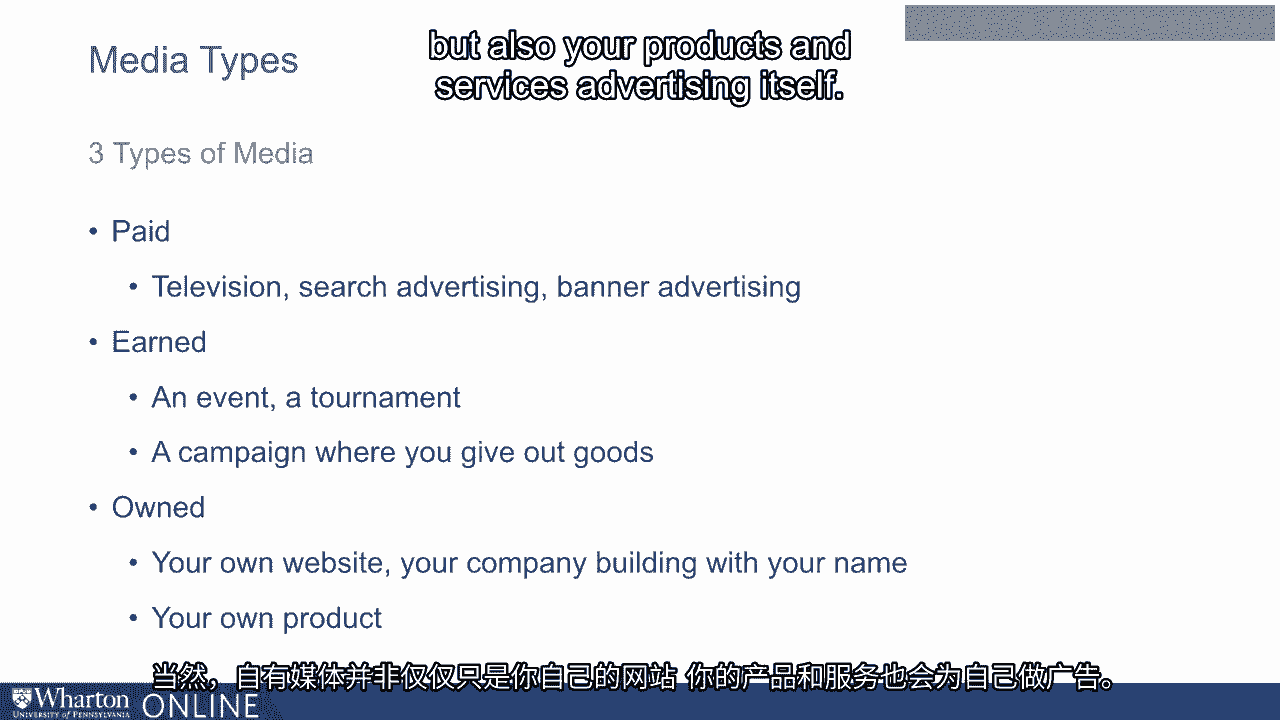 Media Types
but also your products and
services advertising itself.
3 Types of Media
• Paid
• Television, search advertising, banner advertising
• Earned
• An event, a tournament
• A campaign where you give out goods
• Owned
• Your own website, your company building with your name
• Your own product
当然，自有媒体并非仅仅只是你自己的网站 你的产品和服务也会为自己做广告。
Wharton ONLINE
UNIVERSITY of PENNSYLVANIA